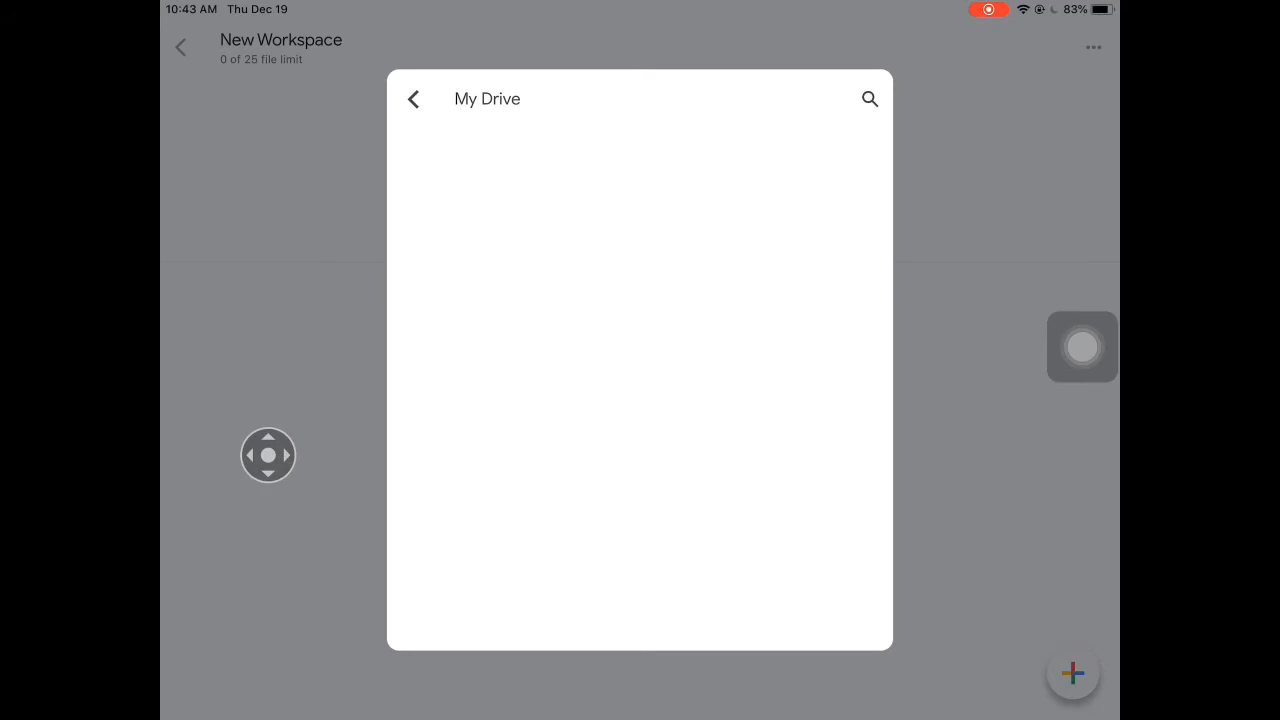 10:43 AM Thu Dec 19
83%
New Workspace
0 of 25 file limit
My Drive